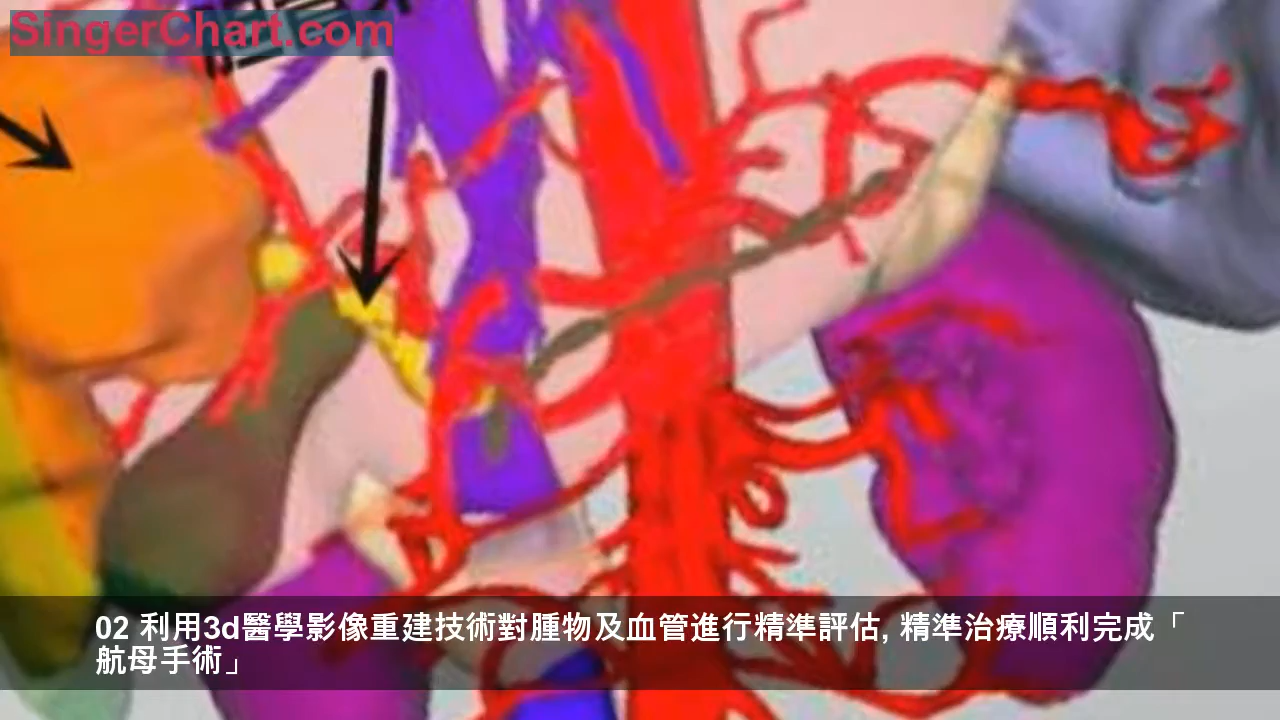 SingerChart.com
02 利用3d醫學影像重建技術對腫物及血管進行精準評估, 精準治療順利完成「
航母手術」